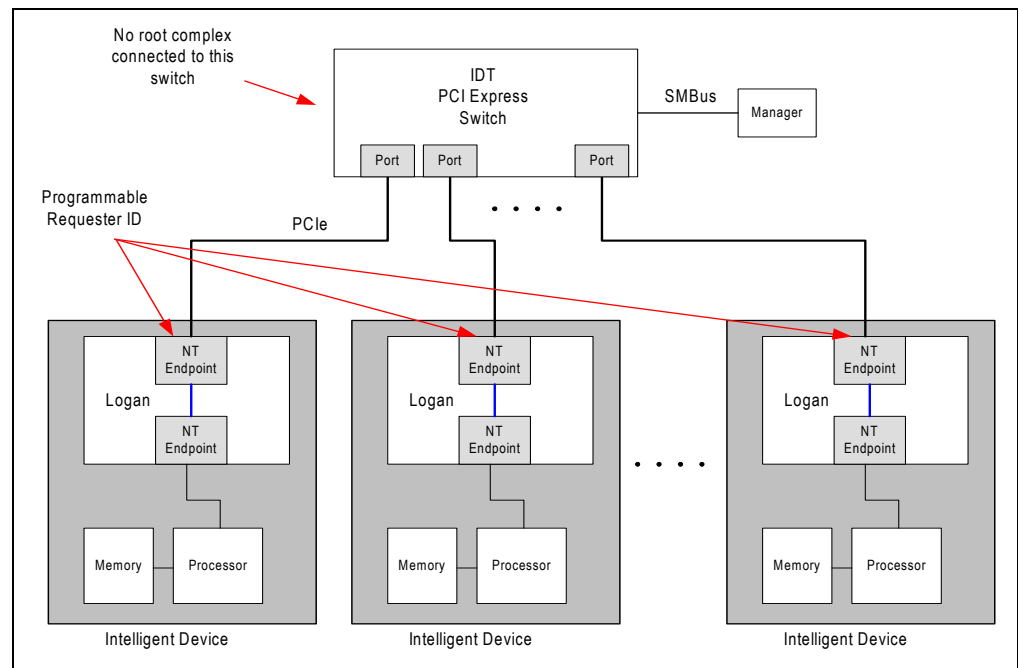 No root complex
connected to this
switch
IDT
PCI Express
Switch
SMBus
Manager
Port
Port
Port
Programmable
Requester ID
PCIe
NT
Endpoint
Logan
NT
Endpoint
Memory
Processor
Intelligent Device
NT
Endpoint
Logan
NT
Endpoint
Memory
Processor
Intelligent Device
NT
Endpoint
Logan
NT
Endpoint
Memory
Processor
Intelligent Device